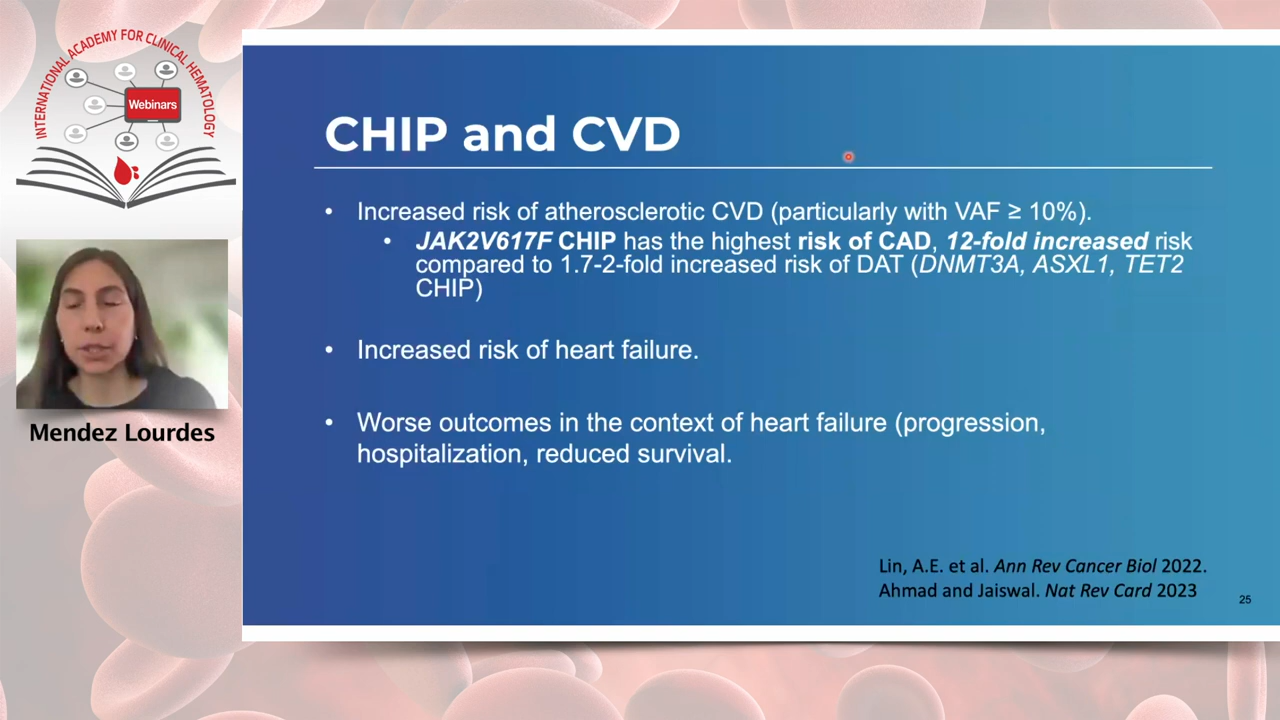 INTERNATIONAL ACADEMY FOR CLINICAL HEMATOLOGY
Webinars
Mendez Lourdes
CHIP and CVD
• Increased risk of atherosclerotic CVD (particularly with VAF ≥ 10%).
• JAK2V617F CHIP has the highest risk of CAD, 12-fold increased risk
compared to 1.7-2-fold increased risk of DAT (DNMT3A, ASXL1, TET2
CHIP)
• Increased risk of heart failure.
• Worse outcomes in the context of heart failure (progression,
hospitalization, reduced survival.
Lin, A.E. et al. Ann Rev Cancer Biol 2022.
Ahmad and Jaiswal. Nat Rev Card 2023
25